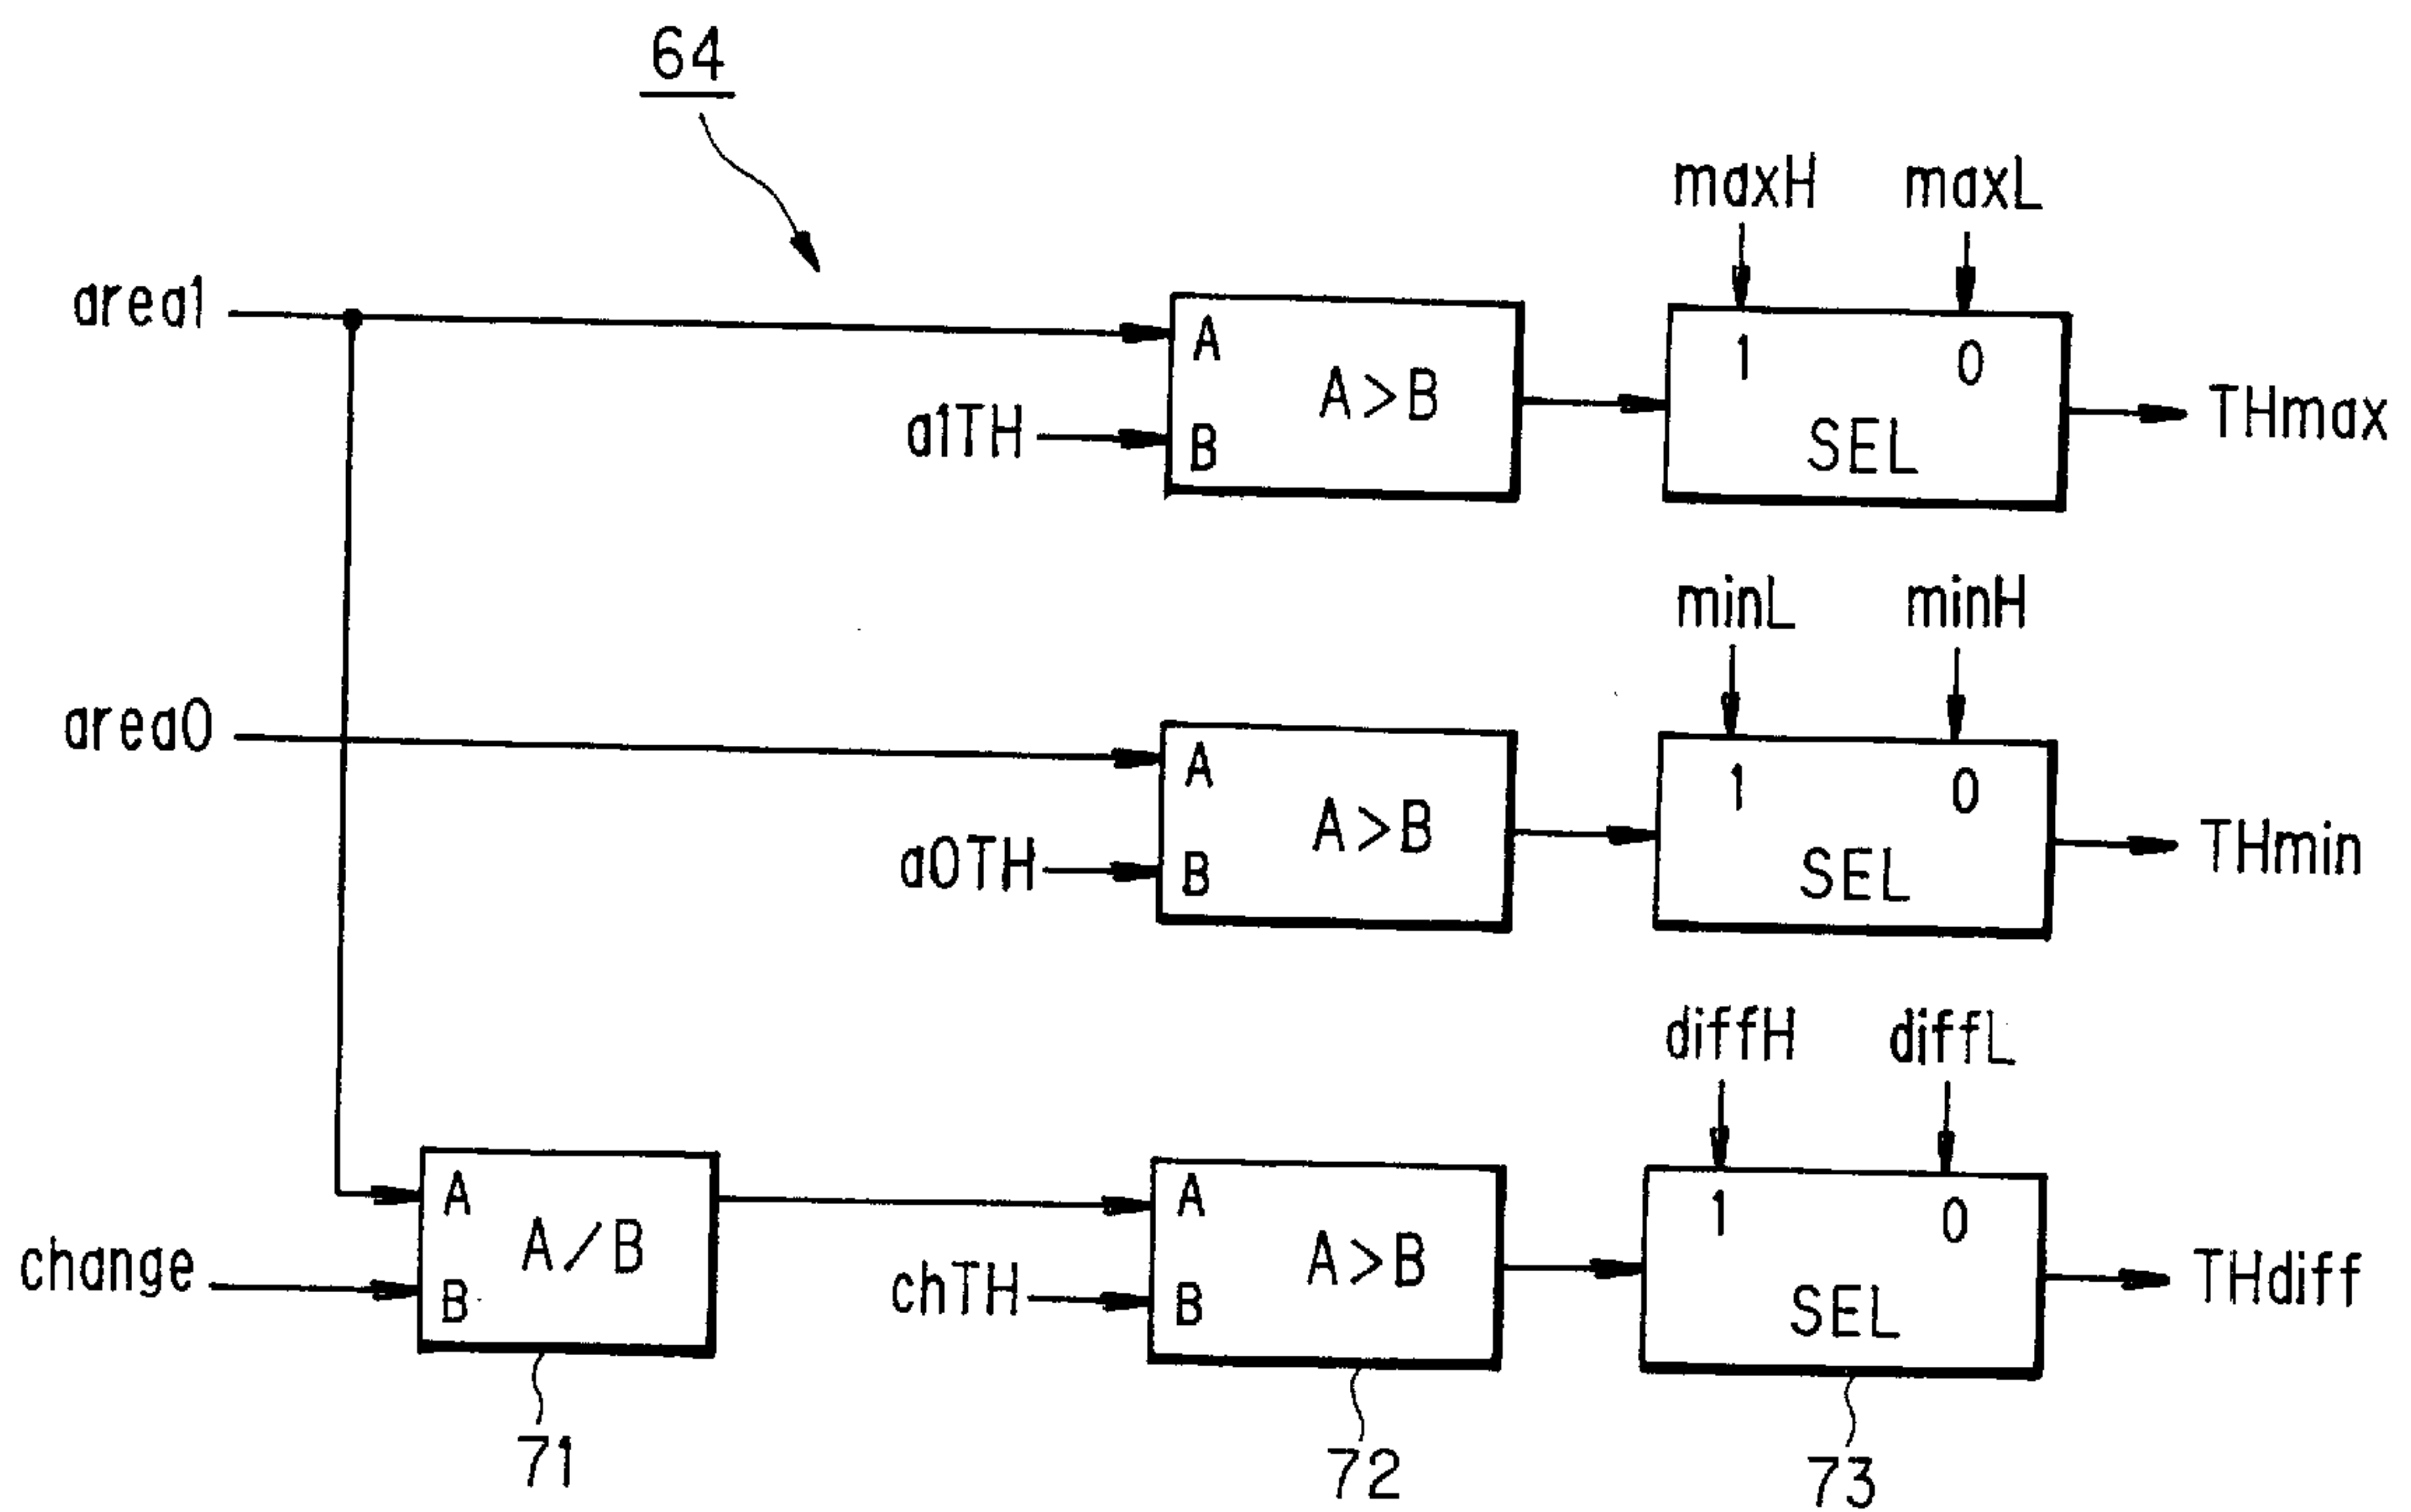 64
maxH maxL
area1
A
A>B
1 0
a1TH
B
SEL
THmax
minL minH
area0
A
A>B
1 0
a0TH
B
SEL
THmin
diffH diffL
A
A/B
A
A>B
1 0
change
B
chTH
B
SEL
THdiff
71
72
73